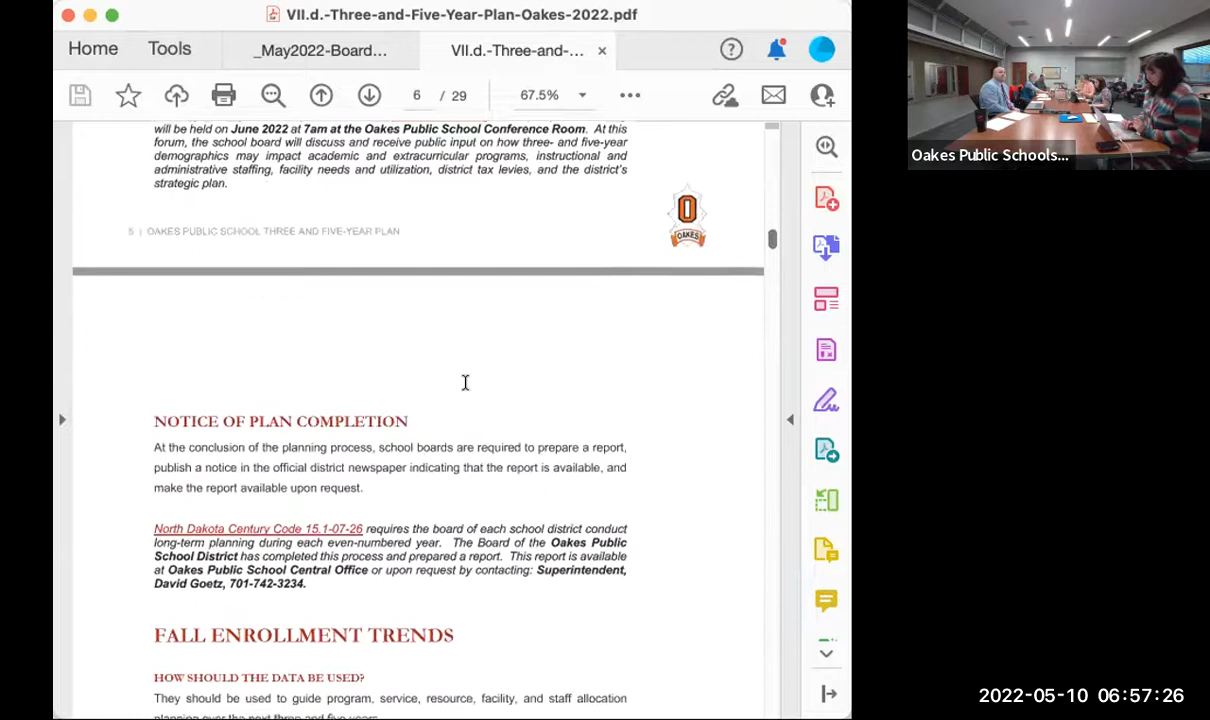 VII.d.-Three-and-Five-Year-Plan-Oakes-2022.pdf
Home Tools _May2022-Board... VII.d.-Three-and-... ×
6 / 29 67.5%
will be held on June 2022 at 7am at the Oakes Public School Conference Room. At this
forum, the school board will discuss and receive public input on how three- and five-year
demographics may impact academic and extracurricular programs, instructional and
administrative staffing, facility needs and utilization, district tax levies, and the district's
strategic plan.
5 | OAKES PUBLIC SCHOOL THREE AND FIVE-YEAR PLAN
O
OAKES
NOTICE OF PLAN COMPLETION
At the conclusion of the planning process, school boards are required to prepare a report,
publish a notice in the official district newspaper indicating that the report is available, and
make the report available upon request.
North Dakota Century Code 15.1-07-26 requires the board of each school district conduct
long-term planning during each even-numbered year. The Board of the Oakes Public
School District has completed this process and prepared a report. This report is available
at Oakes Public School Central Office or upon request by contacting: Superintendent,
David Goetz, 701-742-3234.
FALL ENROLLMENT TRENDS
HOW SHOULD THE DATA BE USED?
They should be used to guide program, service, resource, facility, and staff allocation
planning over the next three and five years.
Oakes Public Schools...
2022-05-10 06:57:26